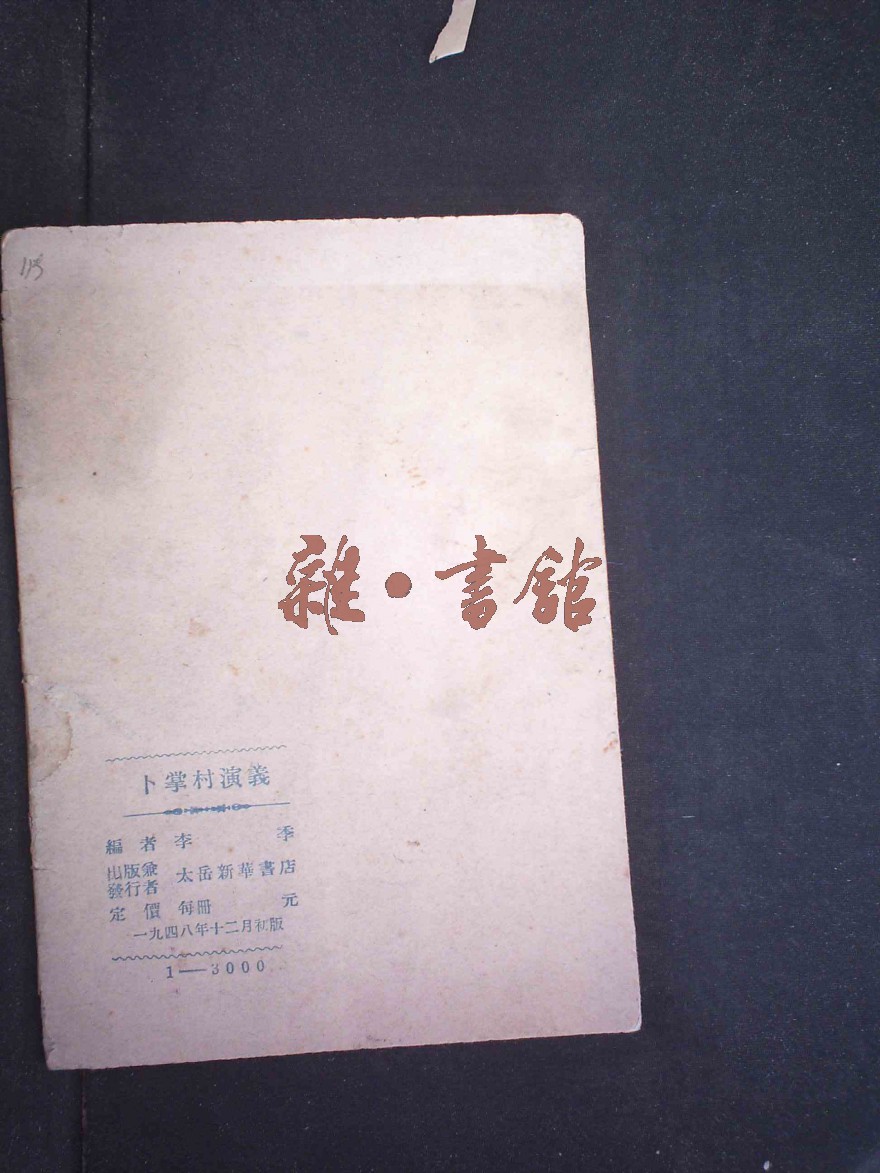 113
雜·書館
卜掌村演義
編者 李季
出版兼發行者 太岳新華書店
定價 每冊 元
一九四八年十二月初版
1—3000